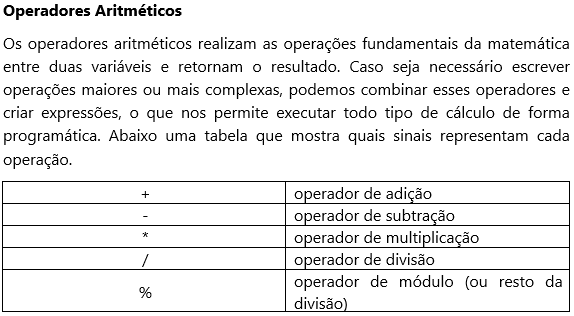 Operadores Aritméticos
Os operadores aritméticos realizam as operações fundamentais da matemática
entre duas variáveis e retornam o resultado. Caso seja necessário escrever
operações maiores ou mais complexas, podemos combinar esses operadores e
criar expressões, o que nos permite executar todo tipo de cálculo de forma
programática. Abaixo uma tabela que mostra quais sinais representam cada
operação.
+ operador de adição
- operador de subtração
* operador de multiplicação
/ operador de divisão
% operador de módulo (ou resto da
divisão)